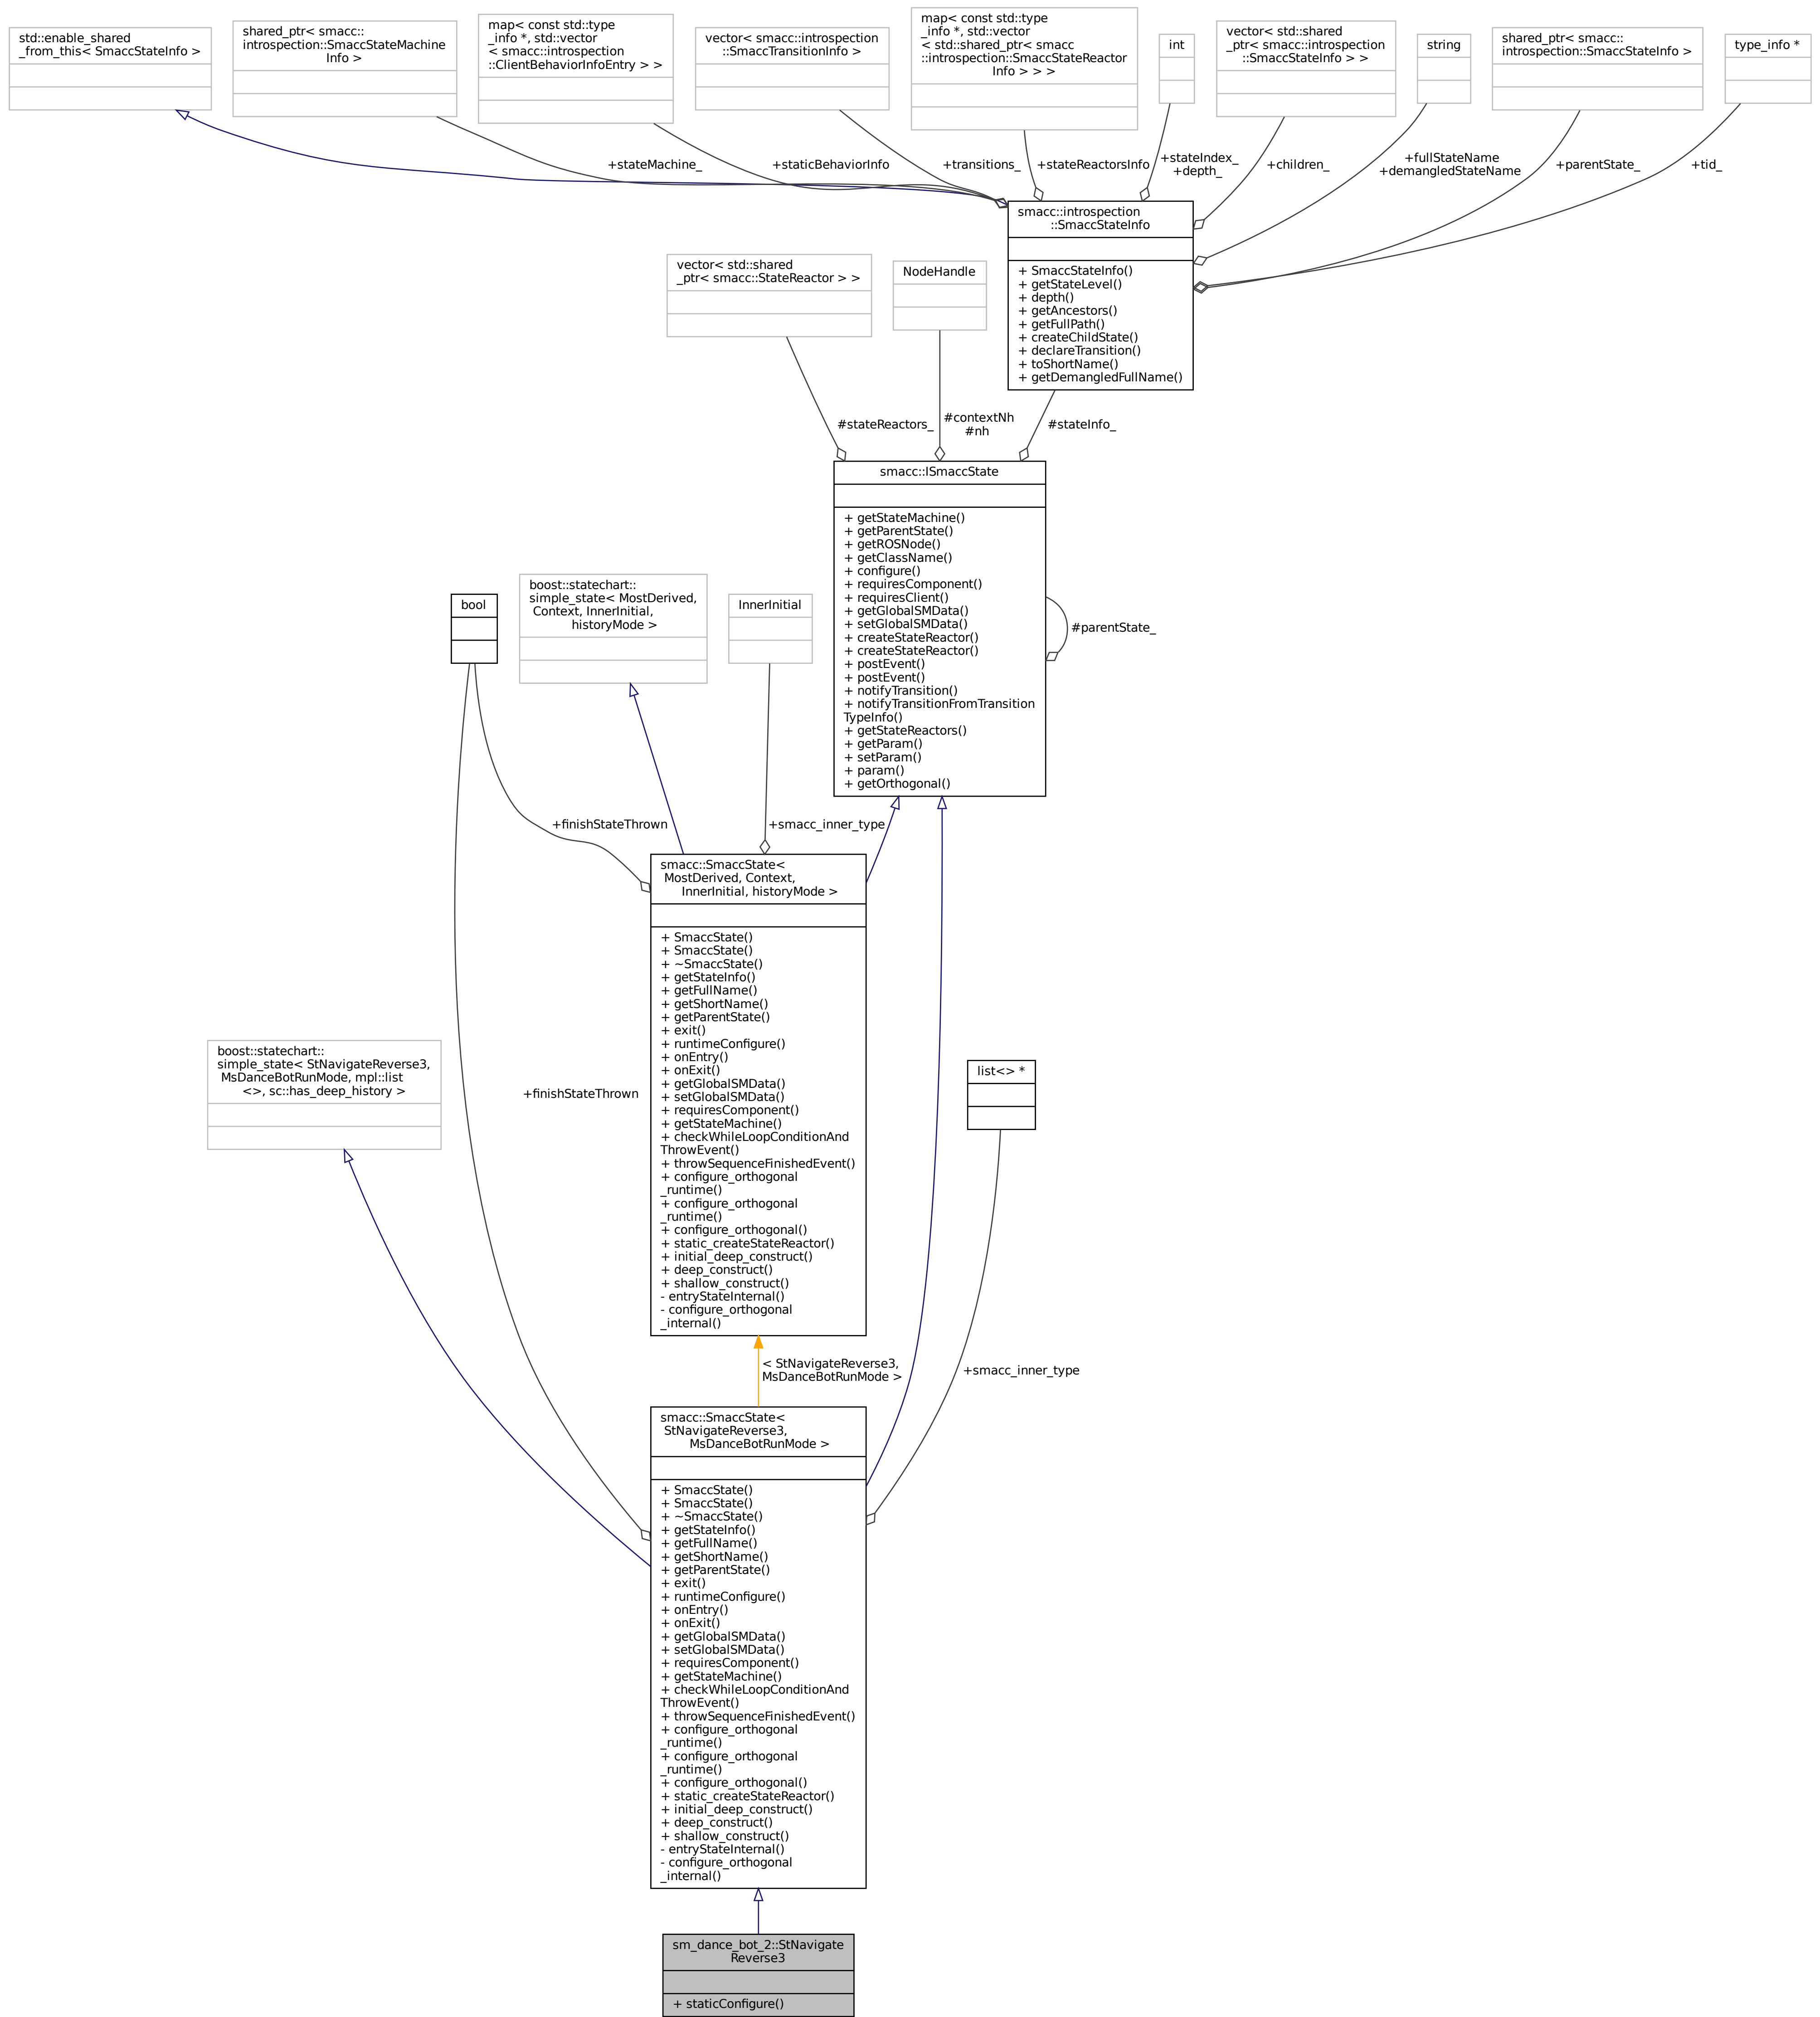 std::enable_shared
_from_this< SmaccStateInfo >
shared_ptr< smacc::
introspection::SmaccStateMachine
Info >
map< const std::type
_info *, std::vector
< smacc::introspection
::ClientBehaviorInfoEntry > >
vector< smacc::introspection
::SmaccTransitionInfo >
map< const std::type
_info *, std::vector
< std::shared_ptr< smacc
::introspection::SmaccStateReactor
Info > > >
int
vector< std::shared
_ptr< smacc::introspection
::SmaccStateInfo > >
string
shared_ptr< smacc::
introspection::SmaccStateInfo >
type_info *
+stateMachine_
+staticBehaviorInfo
+transitions_
+stateReactorsInfo
+stateIndex_
+depth_
+children_
+fullStateName
+demangledStateName
+parentState_
+tid_
smacc::introspection
::SmaccStateInfo
+ SmaccStateInfo()
+ getStateLevel()
+ depth()
+ getAncestors()
+ getFullPath()
+ createChildState()
+ declareTransition()
+ toShortName()
+ getDemangledFullName()
vector< std::shared
_ptr< smacc::StateReactor > >
NodeHandle
#stateReactors_
#contextNh
#nh
#stateInfo_
smacc::ISmaccState
+ getStateMachine()
+ getParentState()
+ getROSNode()
+ getClassName()
+ configure()
+ requiresComponent()
+ requiresClient()
+ getGlobalSMData()
+ setGlobalSMData()
+ createStateReactor()
+ createStateReactor()
+ postEvent()
+ postEvent()
+ notifyTransition()
+ notifyTransitionFromTransition
TypeInfo()
+ getStateReactors()
+ getParam()
+ setParam()
+ param()
+ getOrthogonal()
#parentState_
bool
boost::statechart::
simple_state< MostDerived,
Context, InnerInitial,
historyMode >
InnerInitial
+finishStateThrown
+smacc_inner_type
smacc::SmaccState<
MostDerived, Context,
InnerInitial, historyMode >
+ SmaccState()
+ SmaccState()
+ ~SmaccState()
+ getStateInfo()
+ getFullName()
+ getShortName()
+ getParentState()
+ exit()
+ runtimeConfigure()
+ onEntry()
+ onExit()
+ getGlobalSMData()
+ setGlobalSMData()
+ requiresComponent()
+ getStateMachine()
+ checkWhileLoopConditionAnd
ThrowEvent()
+ throwSequenceFinishedEvent()
+ configure_orthogonal
_runtime()
+ configure_orthogonal
_runtime()
+ configure_orthogonal()
+ static_createStateReactor()
+ initial_deep_construct()
+ deep_construct()
+ shallow_construct()
- entryStateInternal()
- configure_orthogonal
_internal()
boost::statechart::
simple_state< StNavigateReverse3,
MsDanceBotRunMode, mpl::list
<>, sc::has_deep_history >
+finishStateThrown
list<> *
< StNavigateReverse3,
MsDanceBotRunMode >
+smacc_inner_type
smacc::SmaccState<
StNavigateReverse3,
MsDanceBotRunMode >
+ SmaccState()
+ SmaccState()
+ ~SmaccState()
+ getStateInfo()
+ getFullName()
+ getShortName()
+ getParentState()
+ exit()
+ runtimeConfigure()
+ onEntry()
+ onExit()
+ getGlobalSMData()
+ setGlobalSMData()
+ requiresComponent()
+ getStateMachine()
+ checkWhileLoopConditionAnd
ThrowEvent()
+ throwSequenceFinishedEvent()
+ configure_orthogonal
_runtime()
+ configure_orthogonal
_runtime()
+ configure_orthogonal()
+ static_createStateReactor()
+ initial_deep_construct()
+ deep_construct()
+ shallow_construct()
- entryStateInternal()
- configure_orthogonal
_internal()
sm_dance_bot_2::StNavigate
Reverse3
+ staticConfigure()